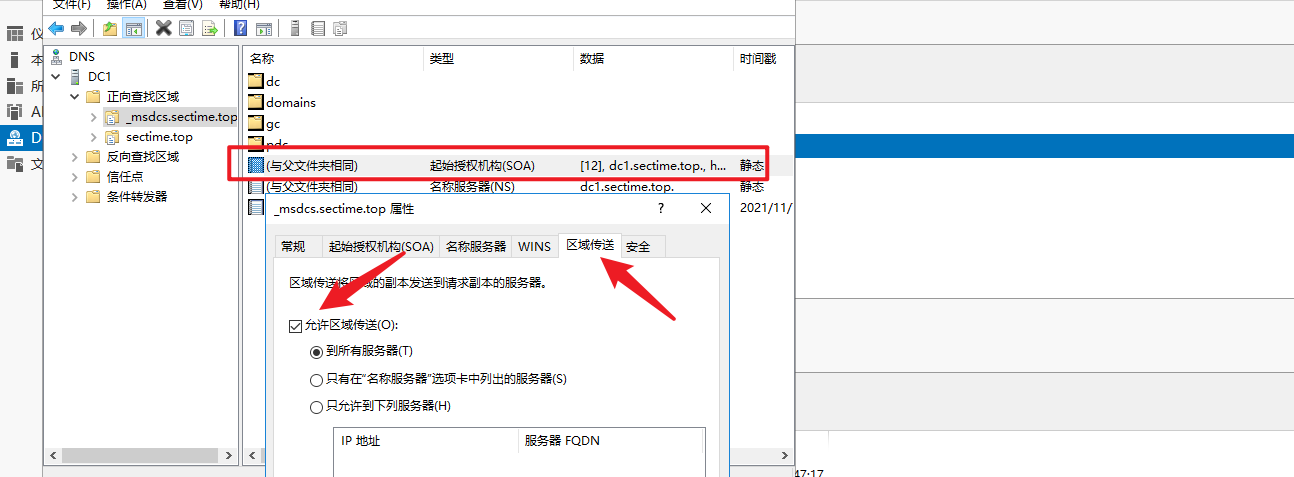 文件(F) 操作(A) 查看(V) 帮助(H)
仪
本
所
D
文
DNS
DC1
正向查找区域
_msdcs.sectime.top
sectime.top
反向查找区域
信任点
条件转发器
名称 类型 数据 时间戳
dc
domains
gc
pdc
(与父文件夹相同) 起始授权机构(SOA) [12], dc1.sectime.top., h... 静态
(与父文件夹相同) 名称服务器(NS) dc1.sectime.top. 静态
2021/11/
_msdcs.sectime.top 属性 ?
常规 起始授权机构(SOA) 名称服务器 WINS 区域传送 安全
区域传送将区域的副本发送到请求副本的服务器。
允许区域传送(O):
到所有服务器(T)
只有在“名称服务器”选项卡中列出的服务器(S)
只允许到下列服务器(H)
IP 地址 服务器 FQDN
47:17